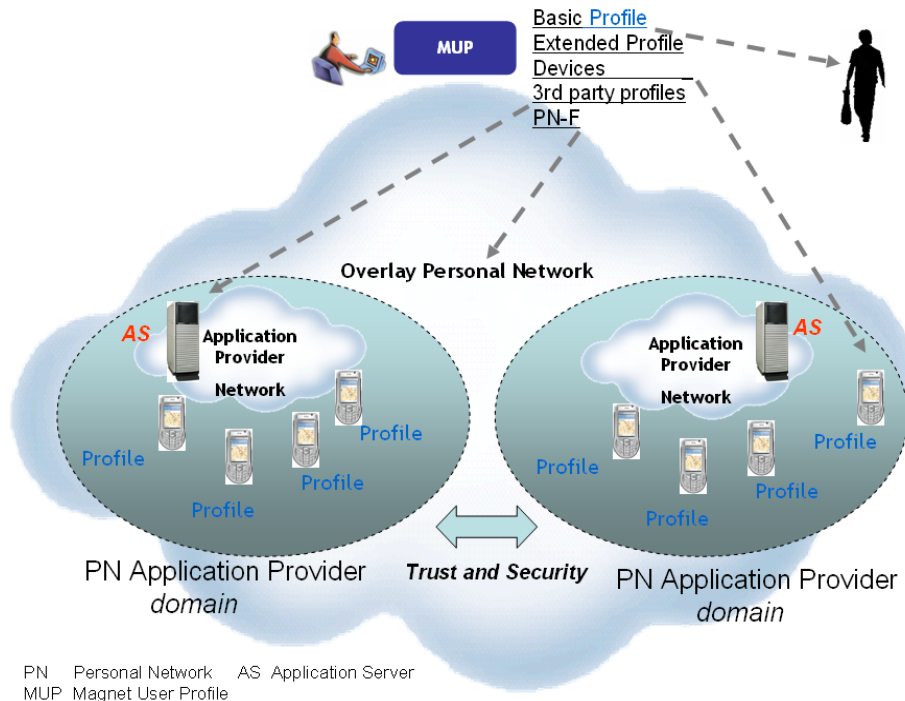 MUP
Basic Profile
Extended Profile
Devices
3rd party profiles
PN-F
Overlay Personal Network
AS
Application
Provider
Network
Profile
Profile
Profile
Profile
AS
Application
Provider
Network
Profile
Profile
Profile
Profile
Trust and Security
PN Application Provider
domain
PN Application Provider
domain
PN Personal Network AS Application Server
MUP Magnet User Profile